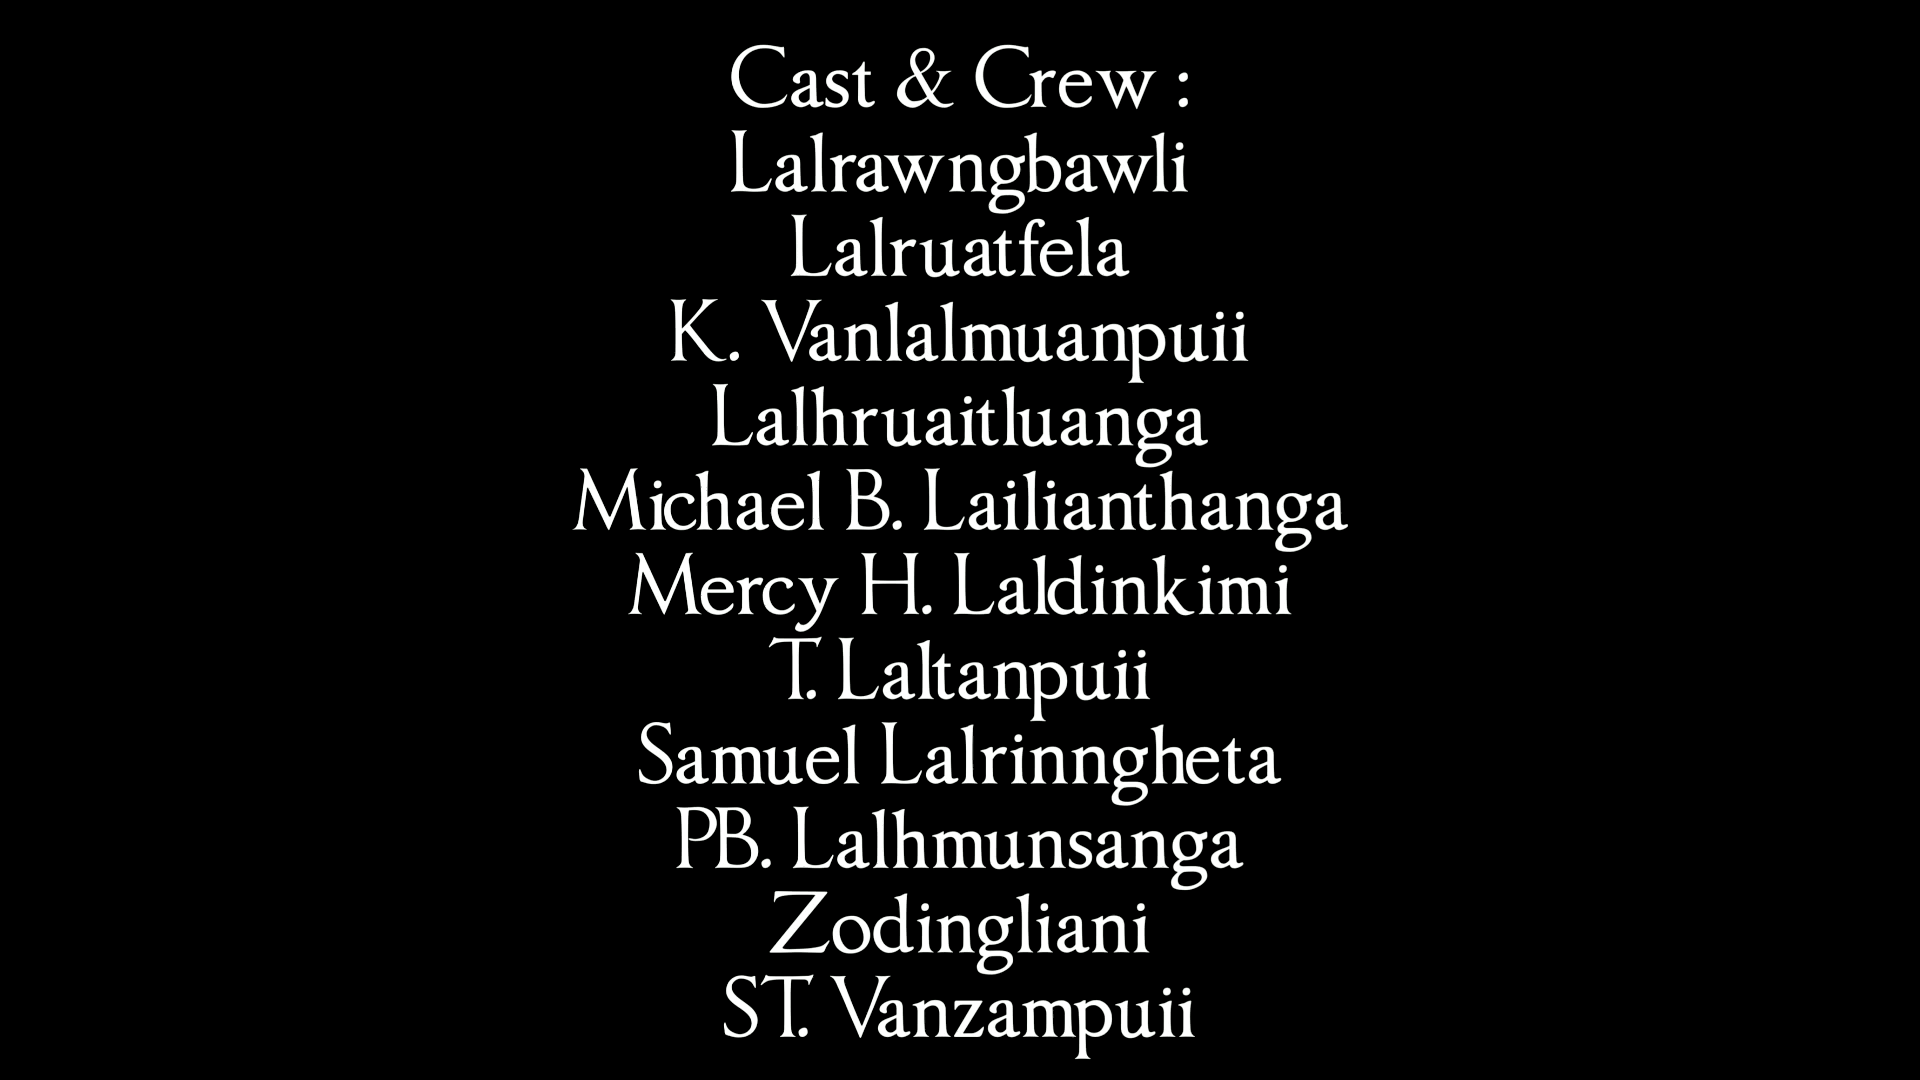 Cast & Crew :
Lalrawngbawli
Lalruatfela
K. Vanlalmuanpuii
Lalhruaitluanga
Michael B. Lailianthanga
Mercy H. Laldinkimi
T. Laltanpuii
Samuel Lalrinngheta
PB. Lalhmunsanga
Zodingliani
ST. Vanzampuii